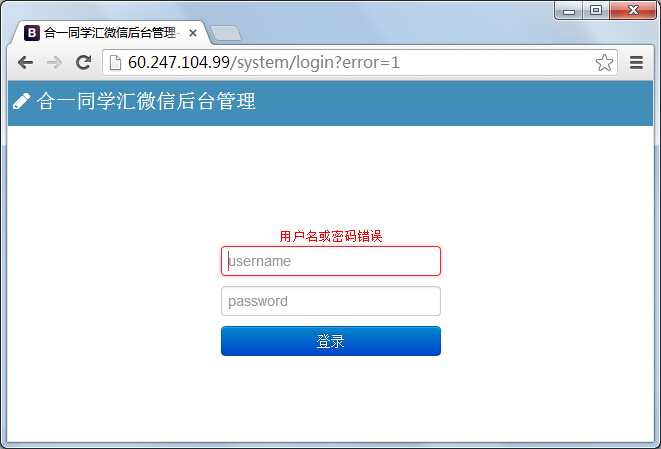 B 合一同学汇微信后台管理-
60.247.104.99/system/login?error=1
合一同学汇微信后台管理
用户名或密码错误
username
password
登录